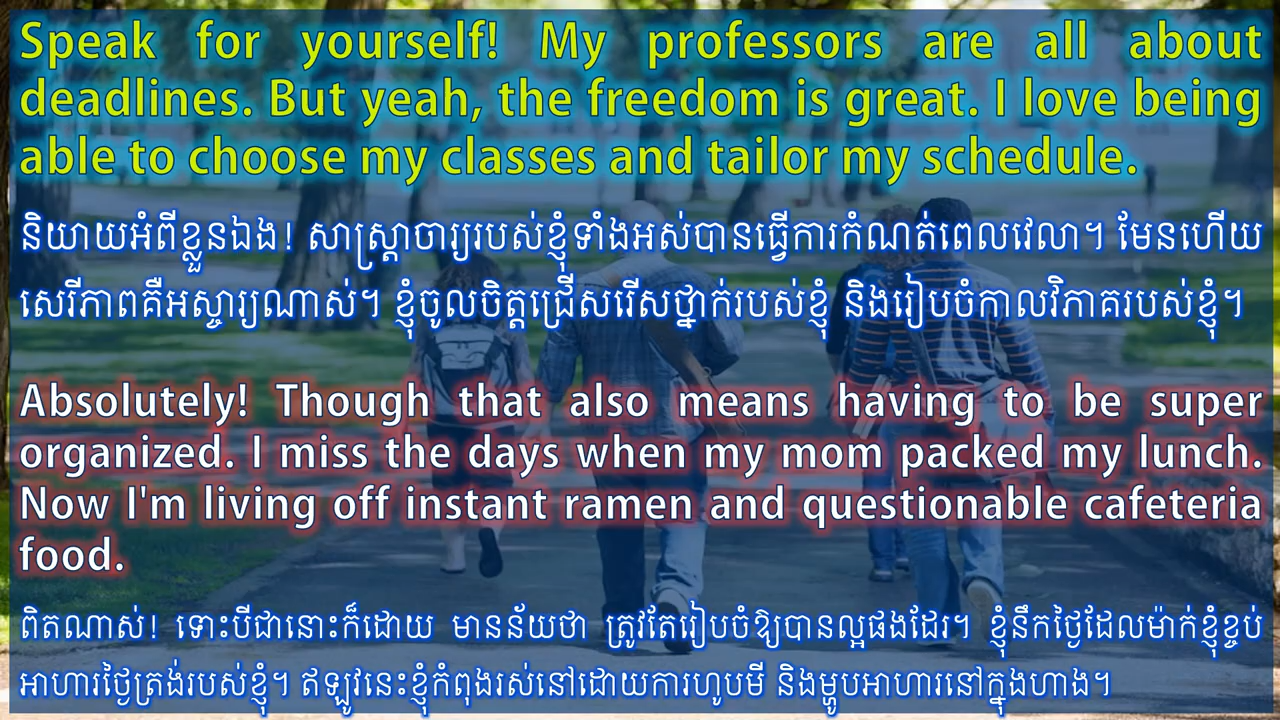 Speak for yourself! My professors are all about
deadlines. But yeah, the freedom is great. I love being
able to choose my classes and tailor my schedule.
និយាយអំពីខ្លួនឯង! សាស្ត្រាចារ្យរបស់ខ្ញុំទាំងអស់បានធ្វើការកំណត់ពេលវេលា។ មែនហើយ
សេរីភាពគឺអស្ចារ្យណាស់។ ខ្ញុំចូលចិត្តជ្រើសរើសថ្នាក់របស់ខ្ញុំ និងរៀបចំកាលវិភាគរបស់ខ្ញុំ។
Absolutely! Though that also means having to be super
organized. I miss the days when my mom packed my lunch.
Now I'm living off instant ramen and questionable cafeteria
food.
ពិតណាស់! ទោះបីជានោះក៏ដោយ មានន័យថា ត្រូវតែរៀបចំឱ្យបានល្អផងដែរ។ ខ្ញុំនឹកថ្ងៃដែលម៉ាក់ខ្ញុំខ្ចប់
អាហារថ្ងៃត្រង់របស់ខ្ញុំ។ ឥឡូវនេះខ្ញុំកំពុងរស់នៅដោយការហូបមី និងម្ហូបអាហារនៅក្នុងហាង។